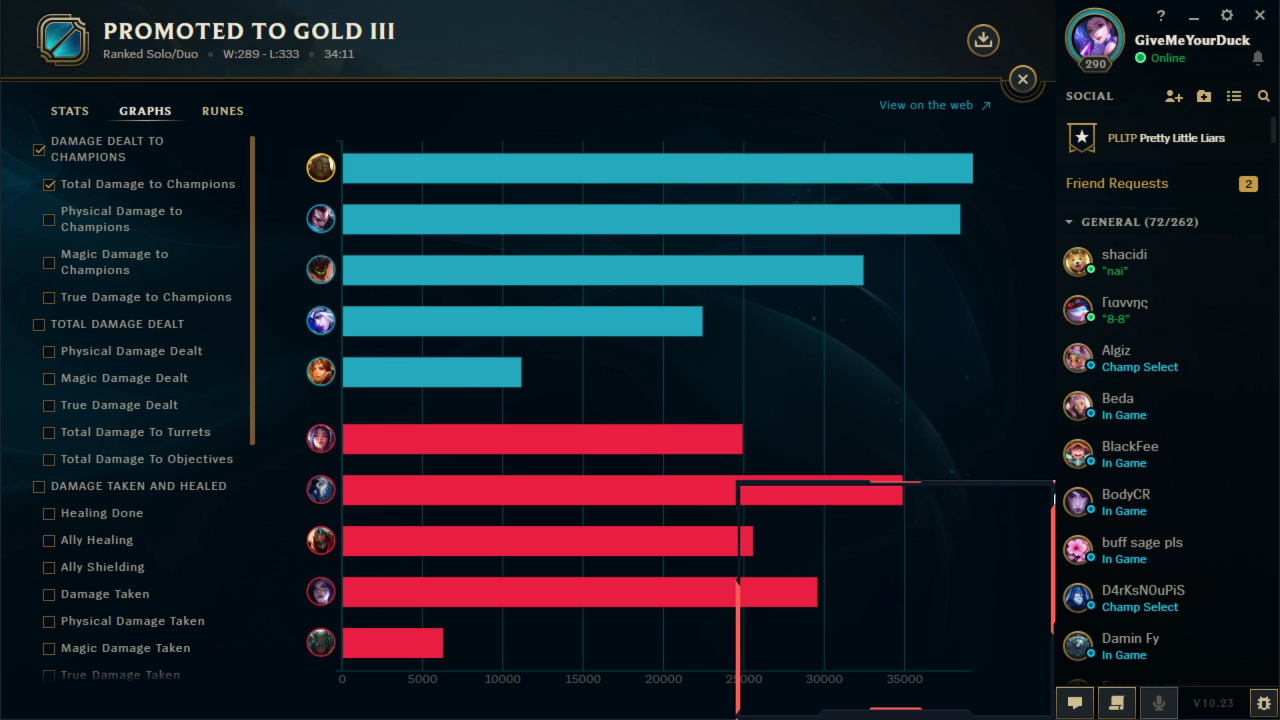 PROMOTED TO GOLD III
Ranked Solo/Duo • W:289 - L:333 • 34:11
STATS GRAPHS RUNES
View on the web
DAMAGE DEALT TO
CHAMPIONS
Total Damage to Champions
Physical Damage to
Champions
Magic Damage to
Champions
True Damage to Champions
TOTAL DAMAGE DEALT
Physical Damage Dealt
Magic Damage Dealt
True Damage Dealt
Total Damage To Turrets
Total Damage To Objectives
DAMAGE TAKEN AND HEALED
Healing Done
Ally Healing
Ally Shielding
Damage Taken
Physical Damage Taken
Magic Damage Taken
True Damage Taken
0 5000 10000 15000 20000 25000 30000 35000
290
GiveMeYourDuck
Online
SOCIAL
PLLTP Pretty Little Liars
Friend Requests 2
GENERAL (72/262)
shacidi
"nai"
Γιαννης
"8-8"
Algiz
Champ Select
Beda
In Game
BlackFee
In Game
BodyCR
In Game
buff sage pls
In Game
D4rKsN0uPiS
Champ Select
Damin Fy
In Game
V10.23